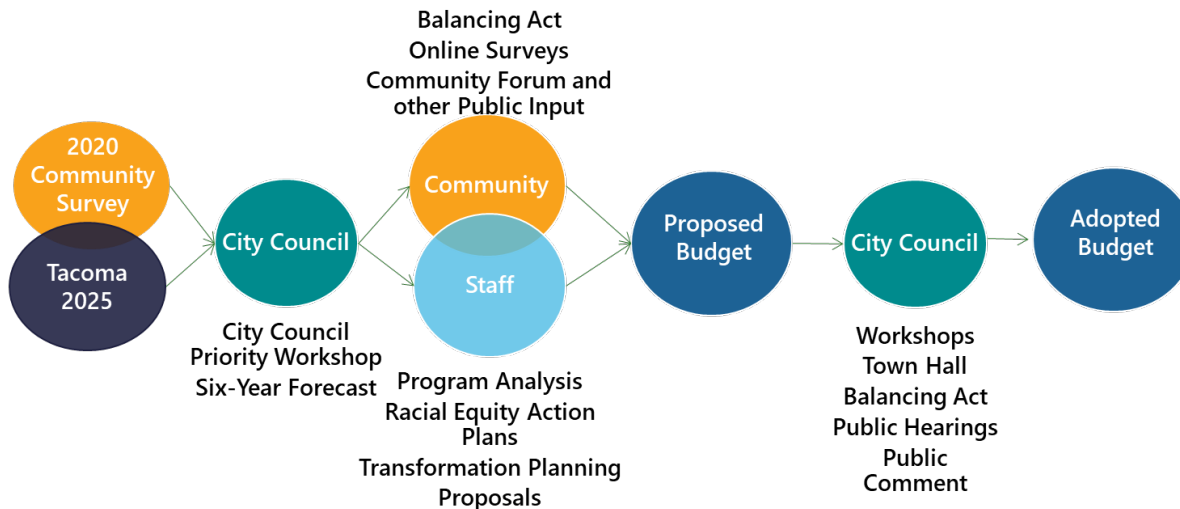 Balancing Act
Online Surveys
Community Forum and
other Public Input
2020
Community
Survey
Tacoma
2025
City Council
City Council
Priority Workshop
Six-Year Forecast
Community
Staff
Program Analysis
Racial Equity Action
Plans
Transformation Planning
Proposals
Proposed
Budget
City Council
Workshops
Town Hall
Balancing Act
Public Hearings
Public
Comment
Adopted
Budget